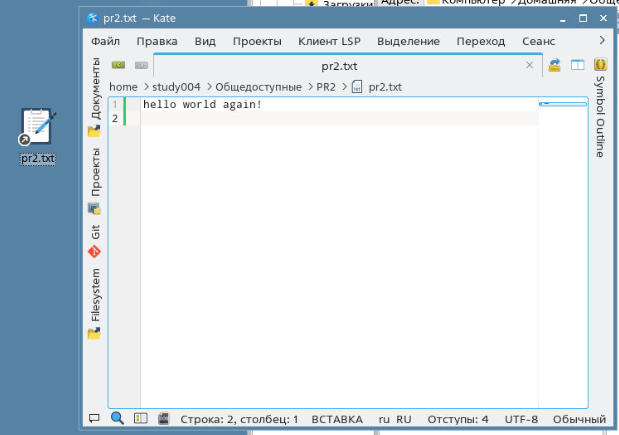 Загрузки
Адрес: Компьютер >Домашняя >Обще
pr2.txt — Kate
Файл Правка Вид Проекты Клиент LSP Выделение Переход Сеанс
pr2.txt
home > study004 > Общедоступные > PR2 > pr2.txt
1 hello world again!
2
Документы
Проекты
Git
Filesystem
Symbol Outline
pr2.txt
Строка: 2, столбец: 1 ВСТАВКА ru RU Отступы: 4 UTF-8 Обычный